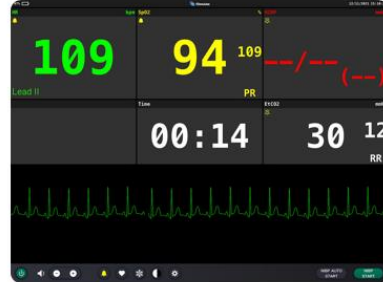 HR bpm SpO2 %
109 94 109 --/--
(--)
Lead II PR
Time EtCO2
00:14 30 12
RR
NIBP AUTO START NIBP START